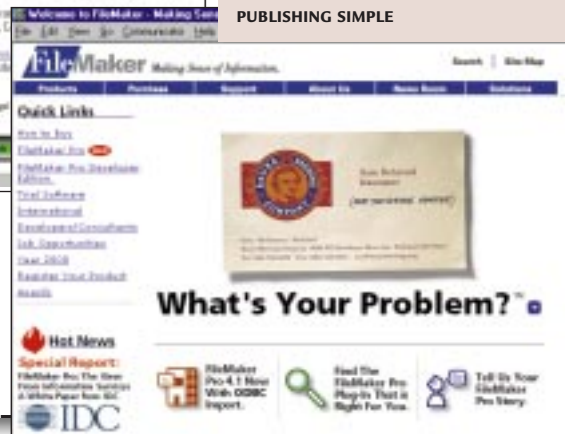 PUBLISHING SIMPLE
Welcome to FileMaker - Making
File Edit View Go Communicator Help
FileMaker Making Sense of Information.
Search | Site Map
Products Purchase Support About Us News Room Solutions
Quick Links
How to Buy
FileMaker Pro
FileMaker Pro Developer
Edition
Trial Software
International
Developers/Consultants
Job Opportunities
Year 2000
Register Your Product
Awards
What's Your Problem?™
Hot News
Special Report:
FileMaker Pro: The View
From Information Services
A White Paper from IDC
IDC
FileMaker
Pro 4.1 Now
With ODBC
Import.
Find The
FileMaker Pro
Plug-In That is
Right For You.
Tell Us Your
FileMaker
Pro Story.